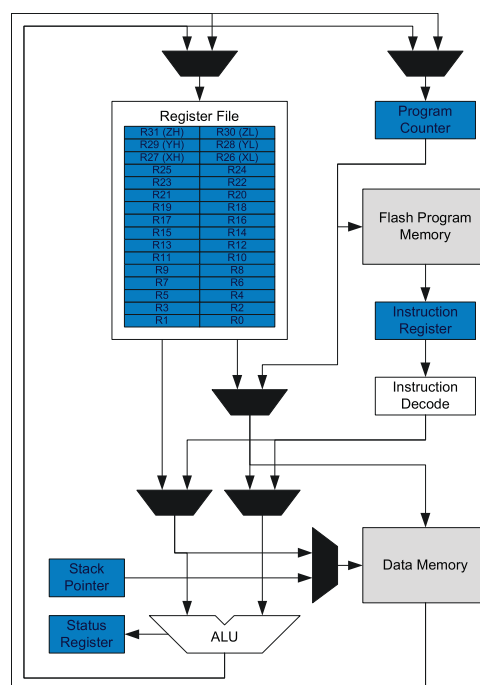 Register File
R31 (ZH) R30 (ZL)
R29 (YH) R28 (YL)
R27 (XH) R26 (XL)
R25 R24
R23 R22
R21 R20
R19 R18
R17 R16
R15 R14
R13 R12
R11 R10
R9 R8
R7 R6
R5 R4
R3 R2
R1 R0
Program
Counter
Flash Program
Memory
Instruction
Register
Instruction
Decode
Stack
Pointer
Data Memory
Status
Register
ALU